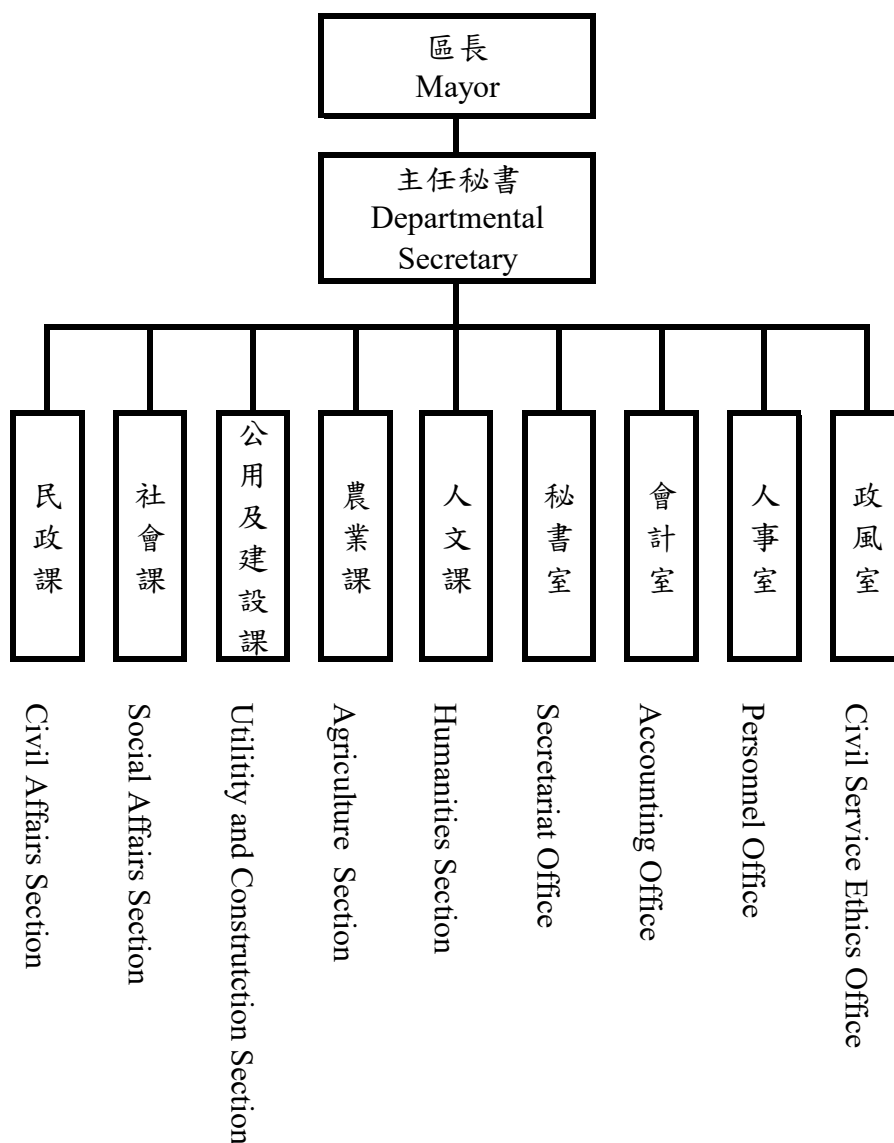 區長
Mayor
主任秘書
Departmental
Secretary
民政課
社會課
公用及建設課
農業課
人文課
秘書室
會計室
人事室
政風室
Civil Affairs Section
Social Affairs Section
Utilitity and Construtction Section
Agriculture Section
Humanities Section
Secretariat Office
Accounting Office
Personnel Office
Civil Service Ethics Office